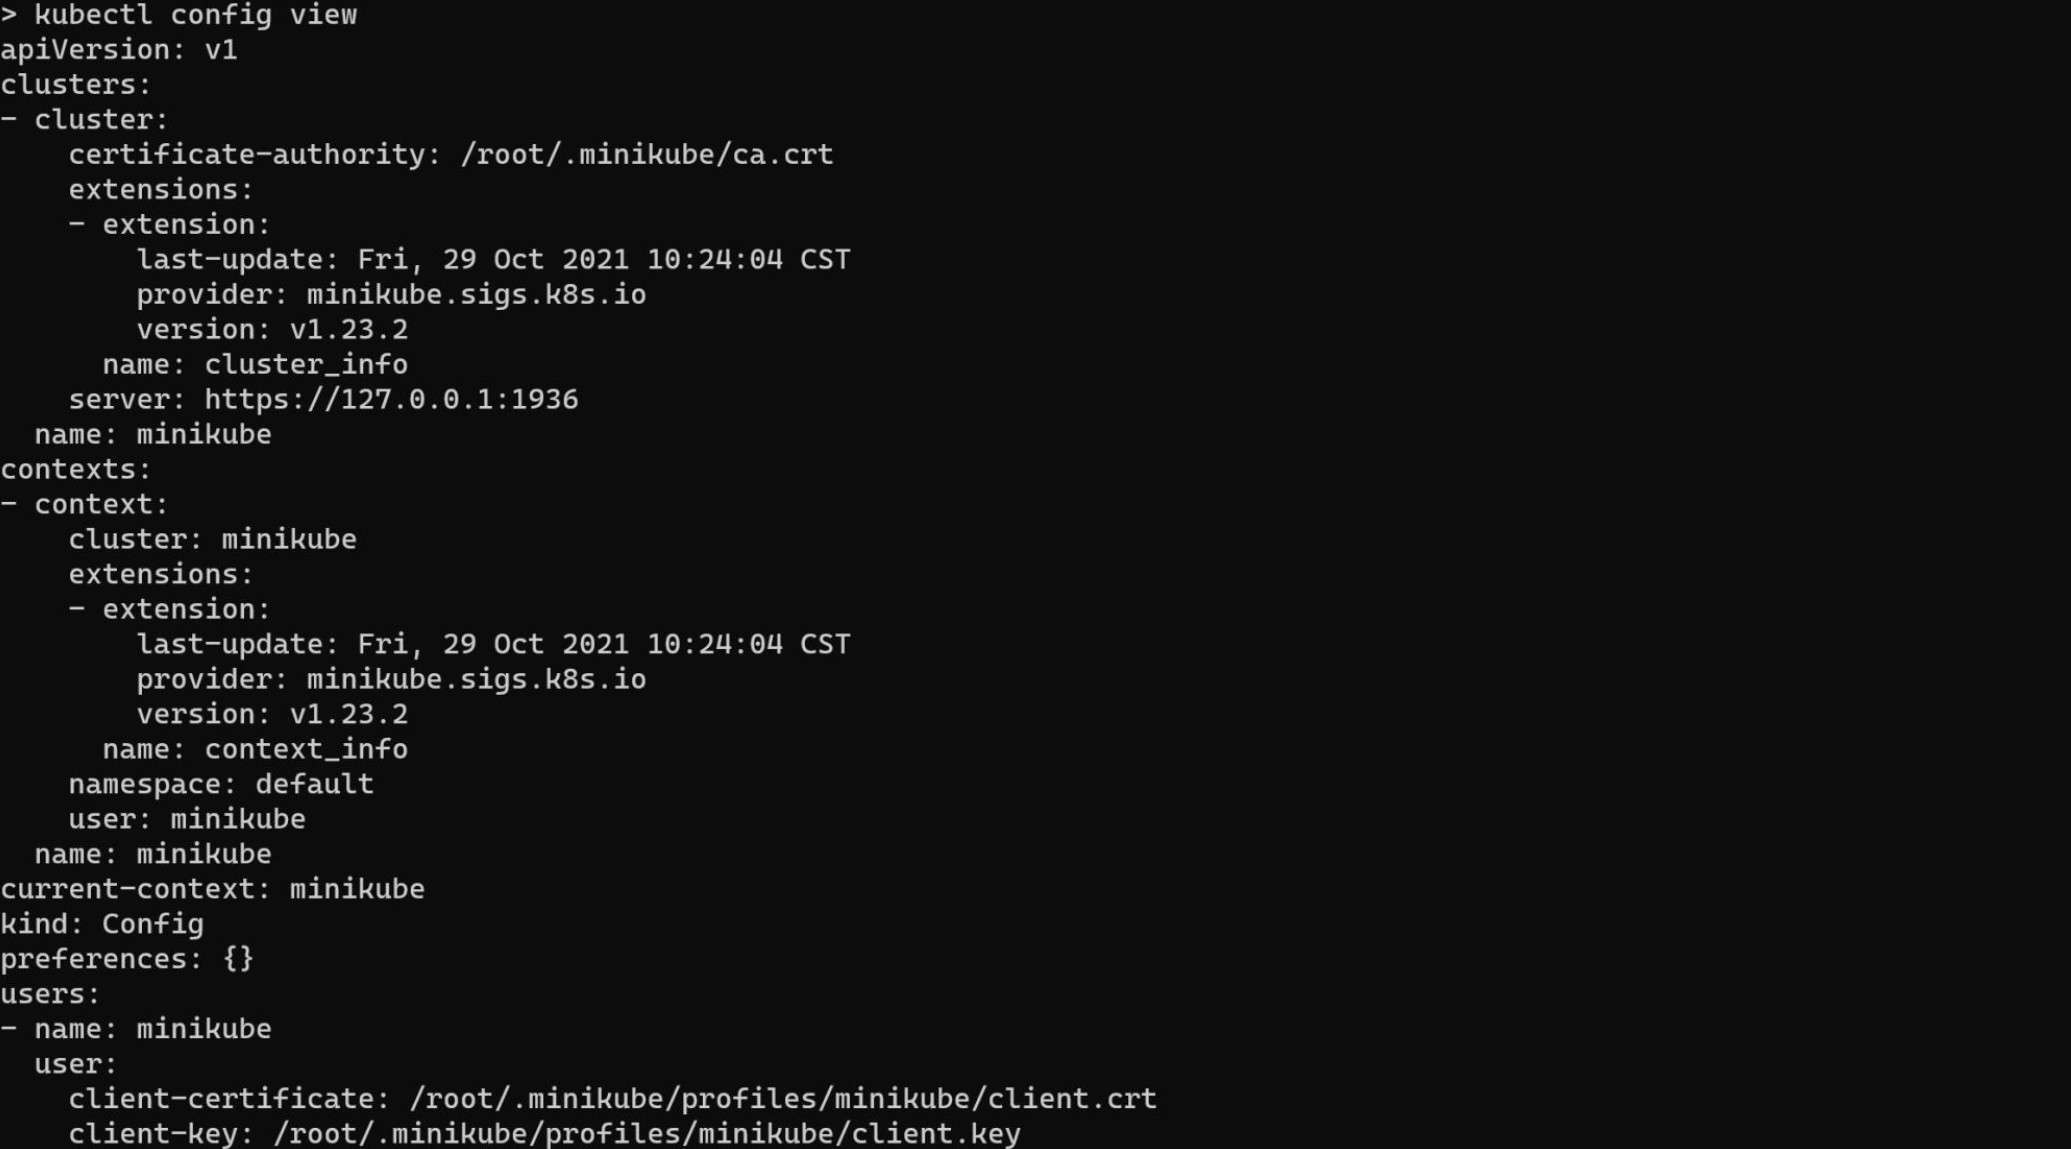 > kubectl config view
apiVersion: v1
clusters:
- cluster:
    certificate-authority: /root/.minikube/ca.crt
    extensions:
    - extension:
        last-update: Fri, 29 Oct 2021 10:24:04 CST
        provider: minikube.sigs.k8s.io
        version: v1.23.2
      name: cluster_info
    server: https://127.0.0.1:1936
  name: minikube
contexts:
- context:
    cluster: minikube
    extensions:
    - extension:
        last-update: Fri, 29 Oct 2021 10:24:04 CST
        provider: minikube.sigs.k8s.io
        version: v1.23.2
      name: context_info
    namespace: default
    user: minikube
  name: minikube
current-context: minikube
kind: Config
preferences: {}
users:
- name: minikube
  user:
    client-certificate: /root/.minikube/profiles/minikube/client.crt
    client-key: /root/.minikube/profiles/minikube/client.key